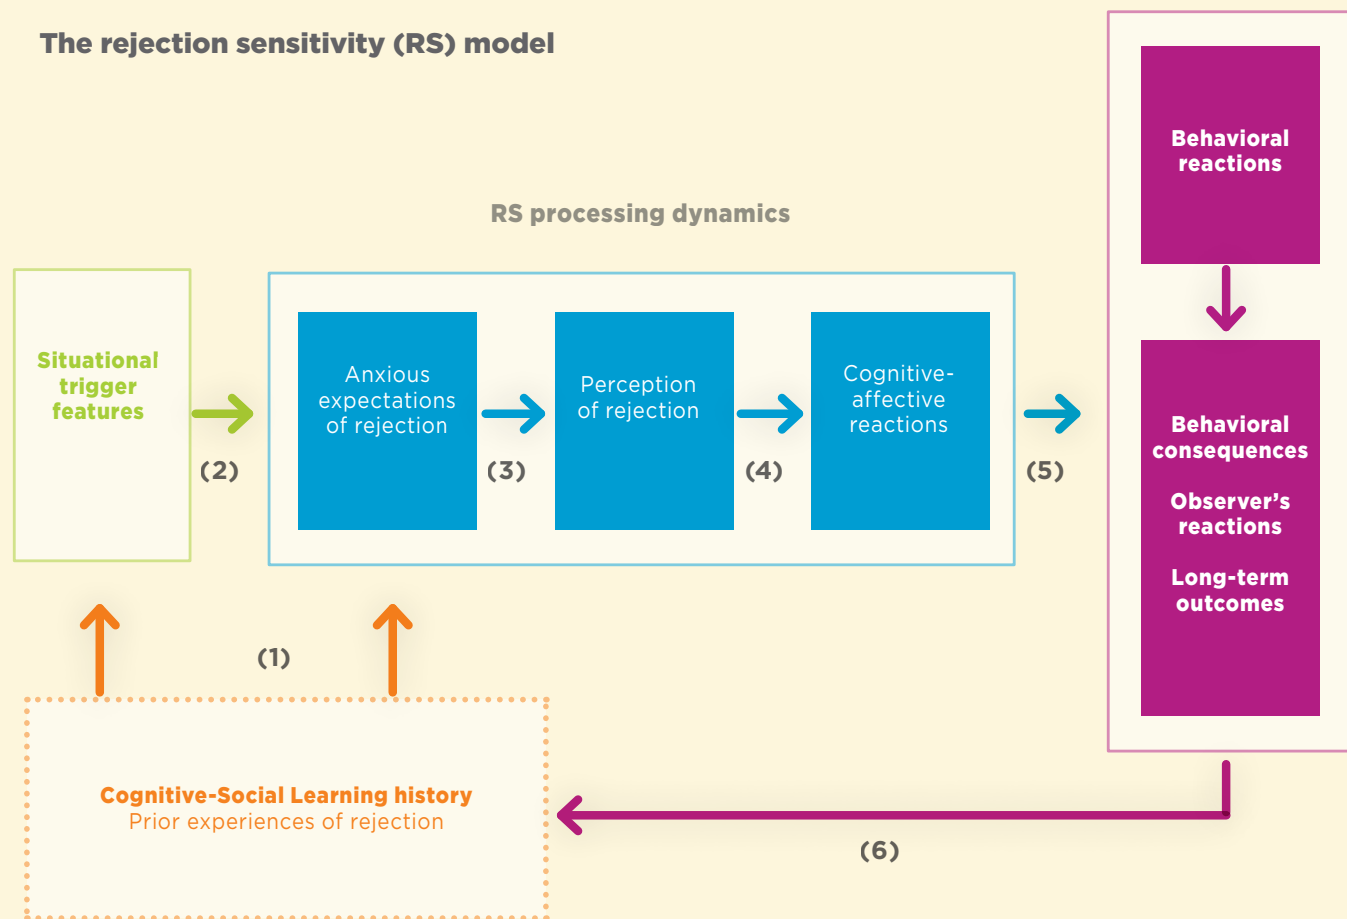 The rejection sensitivity (RS) model
RS processing dynamics
Situational
trigger
features
(2)
Anxious
expectations
of rejection
(3)
Perception
of rejection
(4)
Cognitive-
affective
reactions
(5)
Behavioral
reactions
Behavioral
consequences
Observer’s
reactions
Long-term
outcomes
(1)
Cognitive-Social Learning history
Prior experiences of rejection
(6)